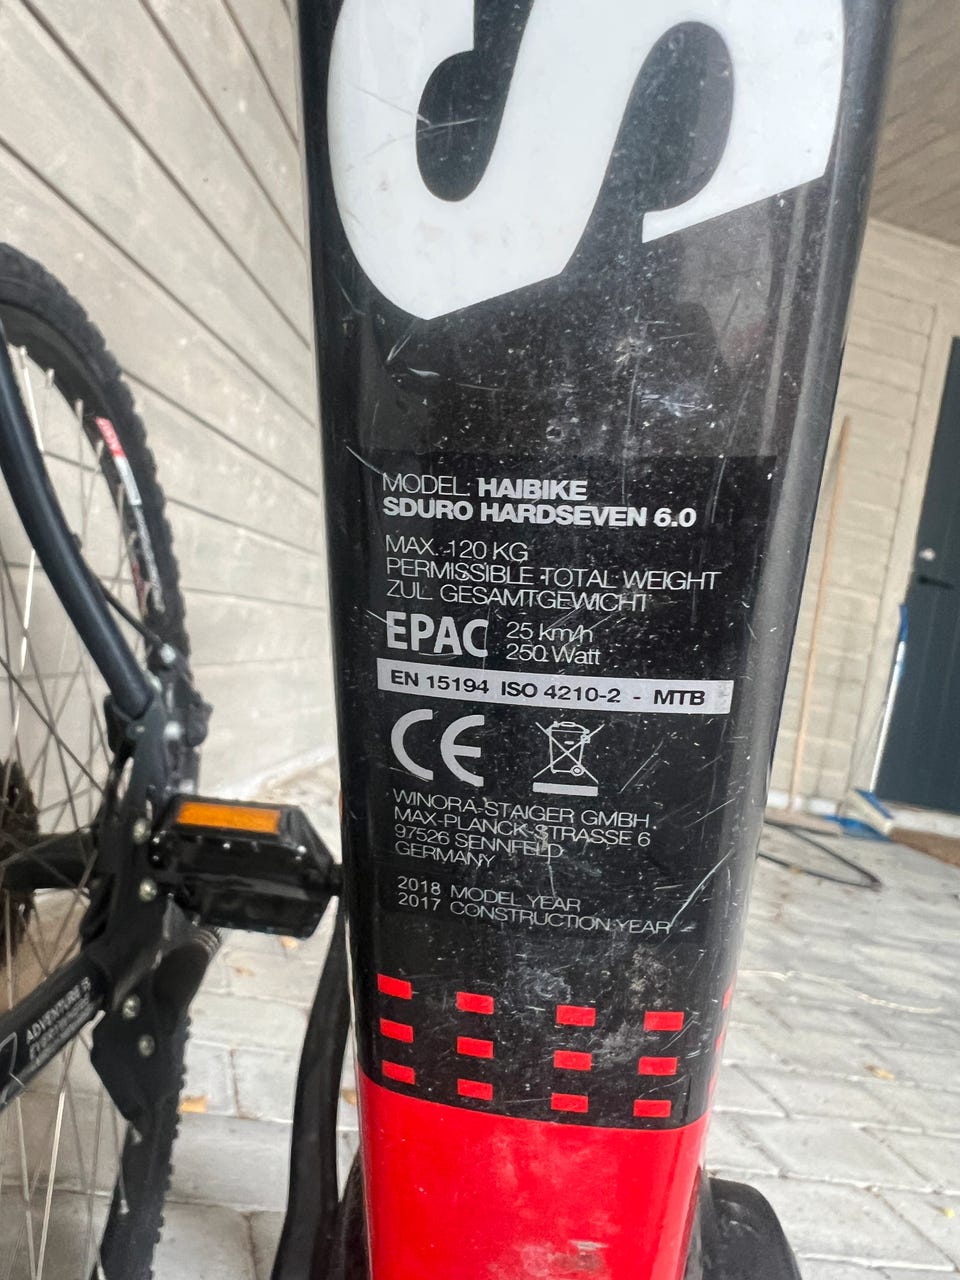 S
MODEL: HAIBIKE
SDURO HARDSEVEN 6.0
MAX. 120 KG
PERMISSIBLE TOTAL WEIGHT
ZUL. GESAMTGEWICHT
EPAC 25 km/h
250 Watt
EN 15194 ISO 4210-2 - MTB
CE
WINORA-STAIGER GMBH
MAX-PLANCK-STRASSE 6
97526 SENNFELD
GERMANY
2018 MODEL YEAR
2017 CONSTRUCTION YEAR
ADVENTURE